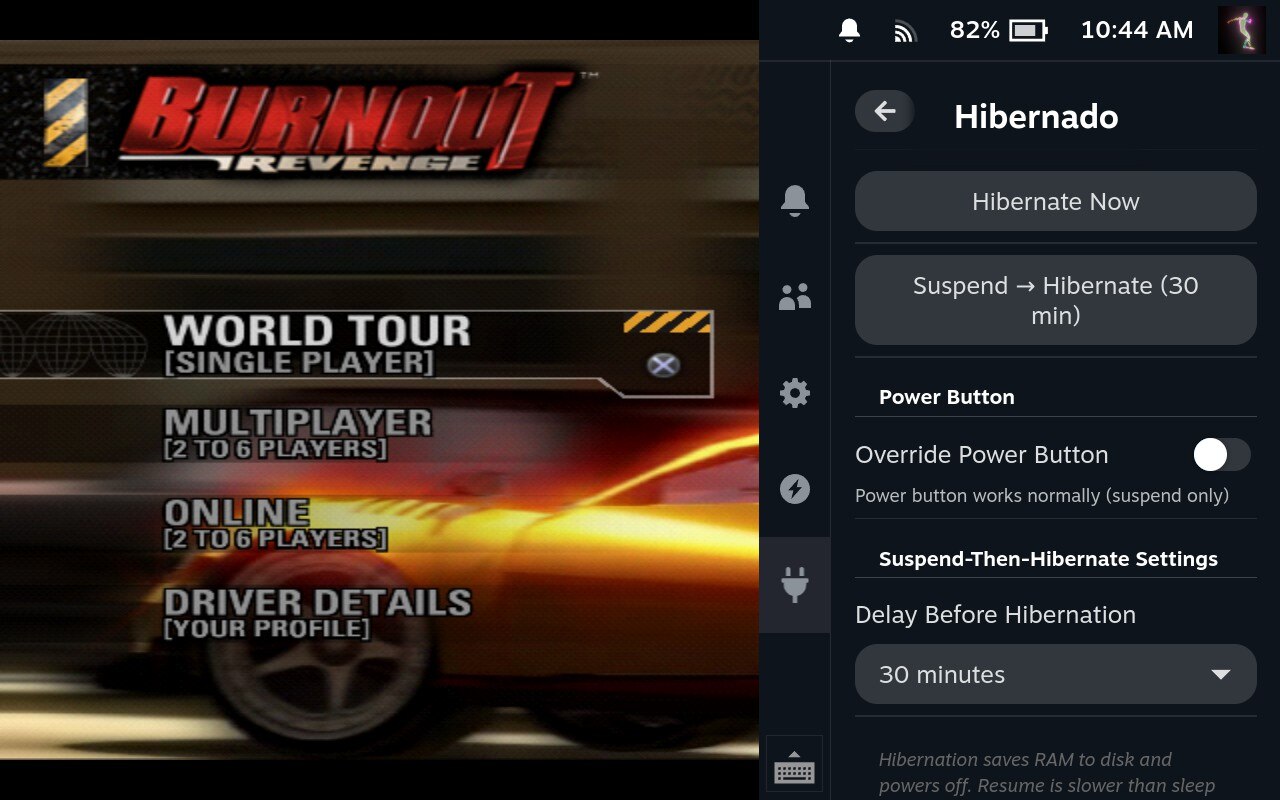 BURNOUT™
REVENGE
WORLD TOUR
[SINGLE PLAYER]
MULTIPLAYER
[2 TO 6 PLAYERS]
ONLINE
[2 TO 6 PLAYERS]
DRIVER DETAILS
[YOUR PROFILE]
82%
10:44 AM
Hibernado
Hibernate Now
Suspend → Hibernate (30
min)
Power Button
Override Power Button
Power button works normally (suspend only)
Suspend-Then-Hibernate Settings
Delay Before Hibernation
30 minutes
Hibernation saves RAM to disk and
powers off. Resume is slower than sleep